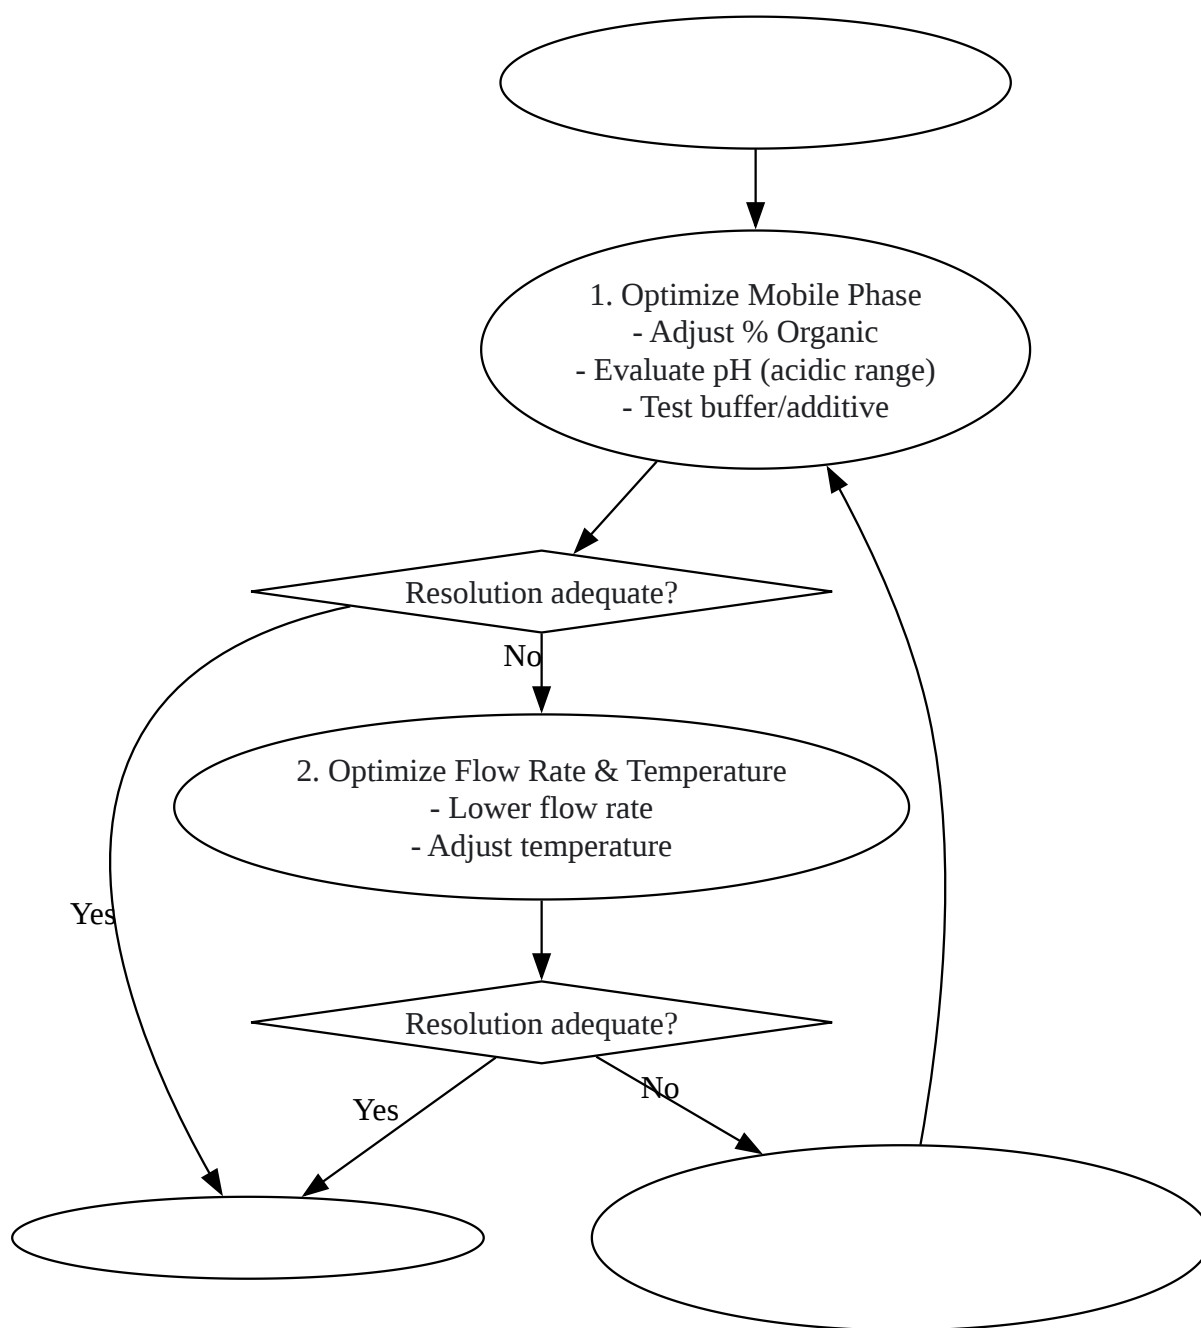 1. Optimize Mobile Phase
- Adjust % Organic
- Evaluate pH (acidic range)
- Test buffer/additive
Resolution adequate?
No
2. Optimize Flow Rate & Temperature
- Lower flow rate
- Adjust temperature
Yes
Resolution adequate?
No
Yes